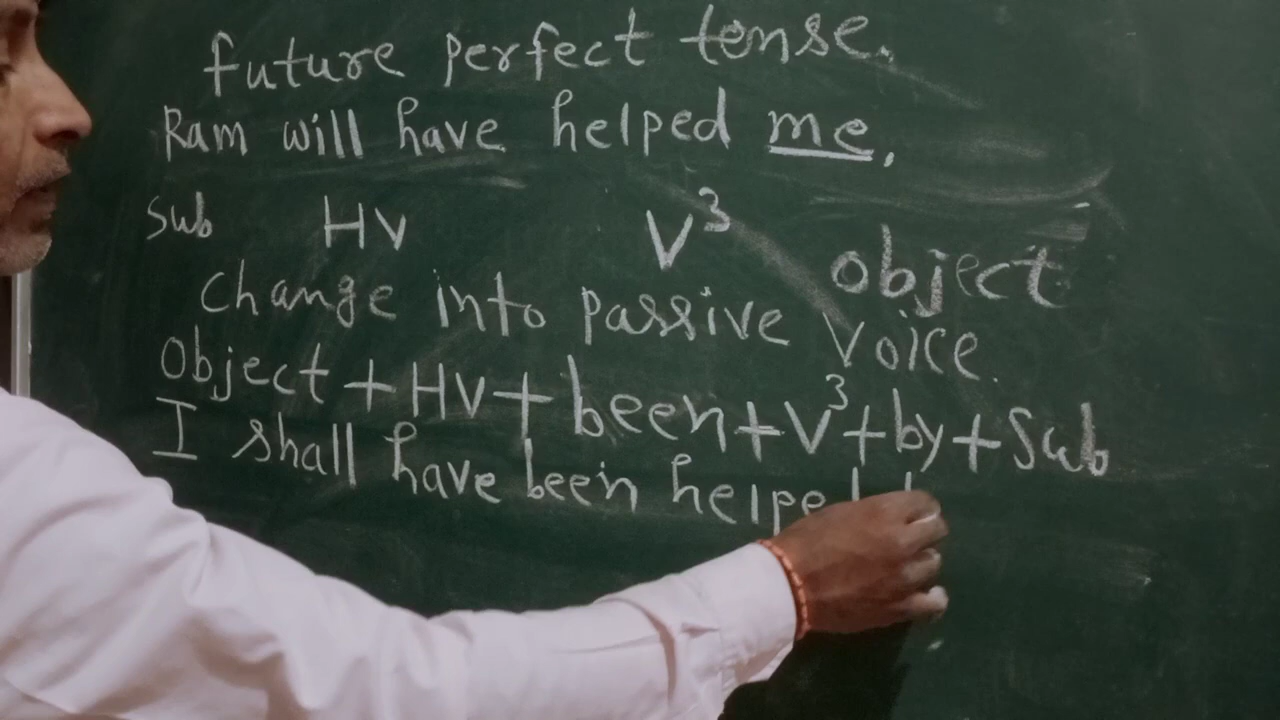 future perfect tense.
Ram will have helped me.
Sub HV V³ object
Change into passive voice.
Object + HV + been + V³ + by + Sub
I shall have been